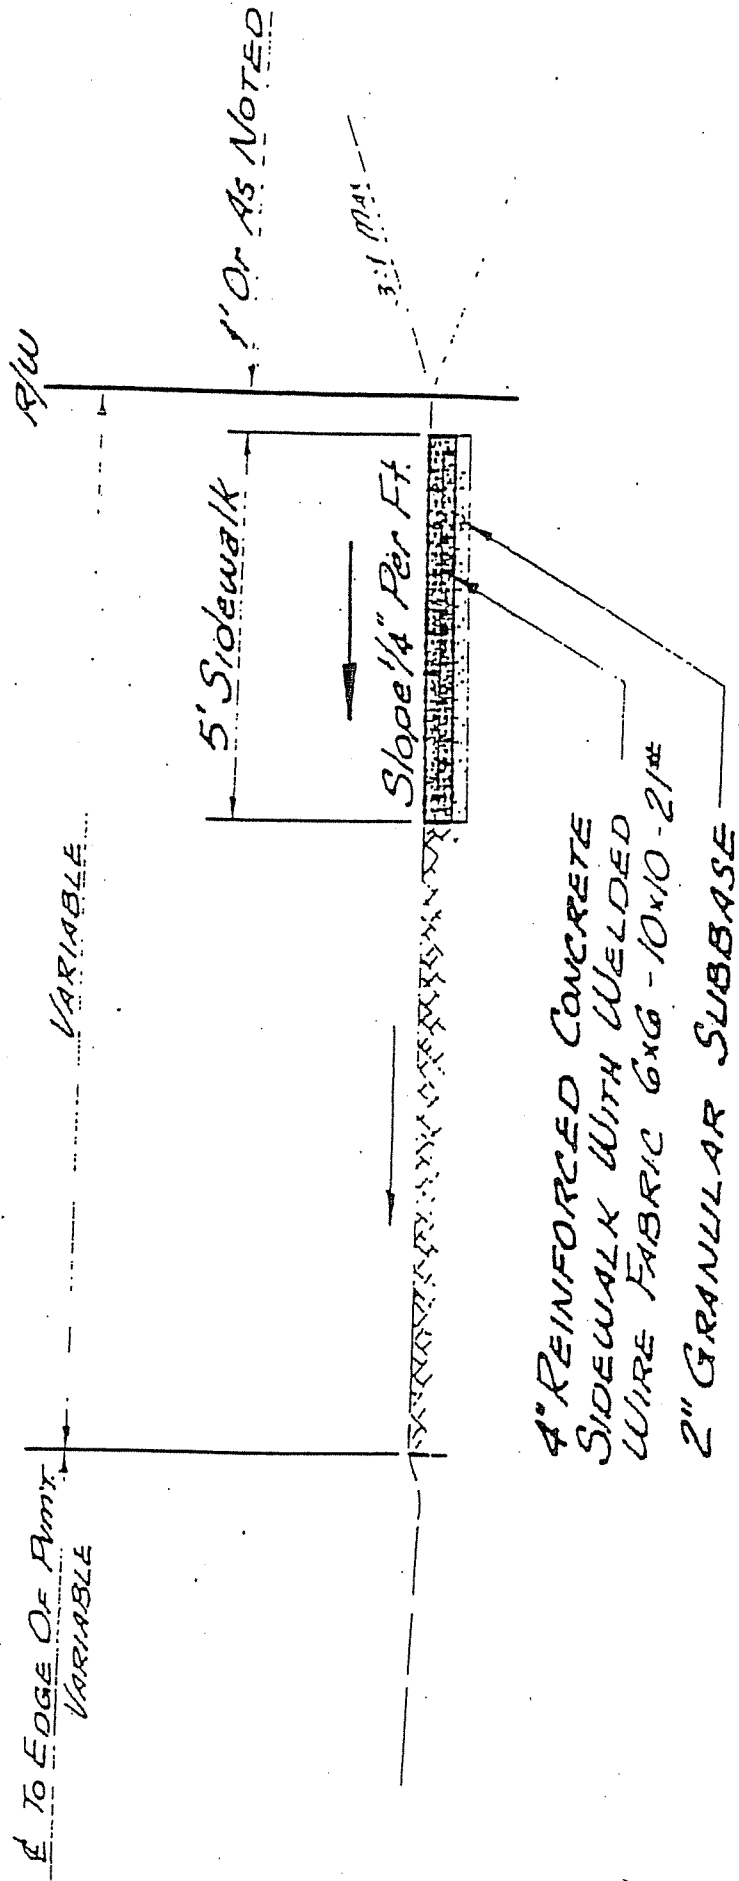 R/W
1' Or As NOTED
VARIABLE
℄ TO EDGE OF PVMT.
VARIABLE
5' Sidewalk
3:1 MAX
Slope 1/4" Per Ft.
4" REINFORCED CONCRETE
SIDEWALK WITH WELDED
WIRE FABRIC 6x6-10x10-21#
2" GRANULAR SUBBASE